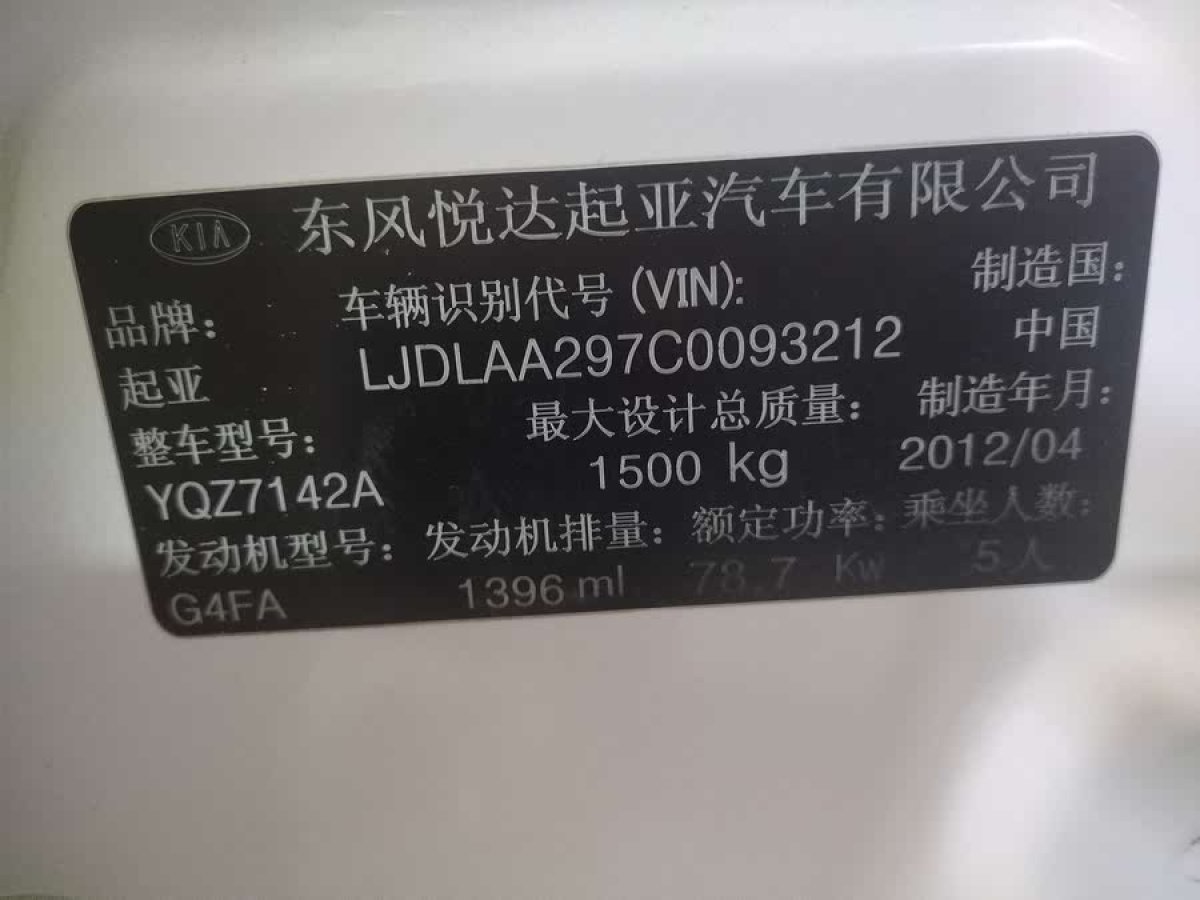 KIA 东风悦达起亚汽车有限公司
品牌: 车辆识别代号 (VIN): 制造国:
起亚 LJDLAA297C0093212 中国
整车型号: 最大设计总质量: 制造年月:
YQZ7142A 1500 kg 2012/04
发动机型号: 发动机排量: 额定功率: 乘坐人数:
G4FA 1396 ml 78.7 Kw 5人